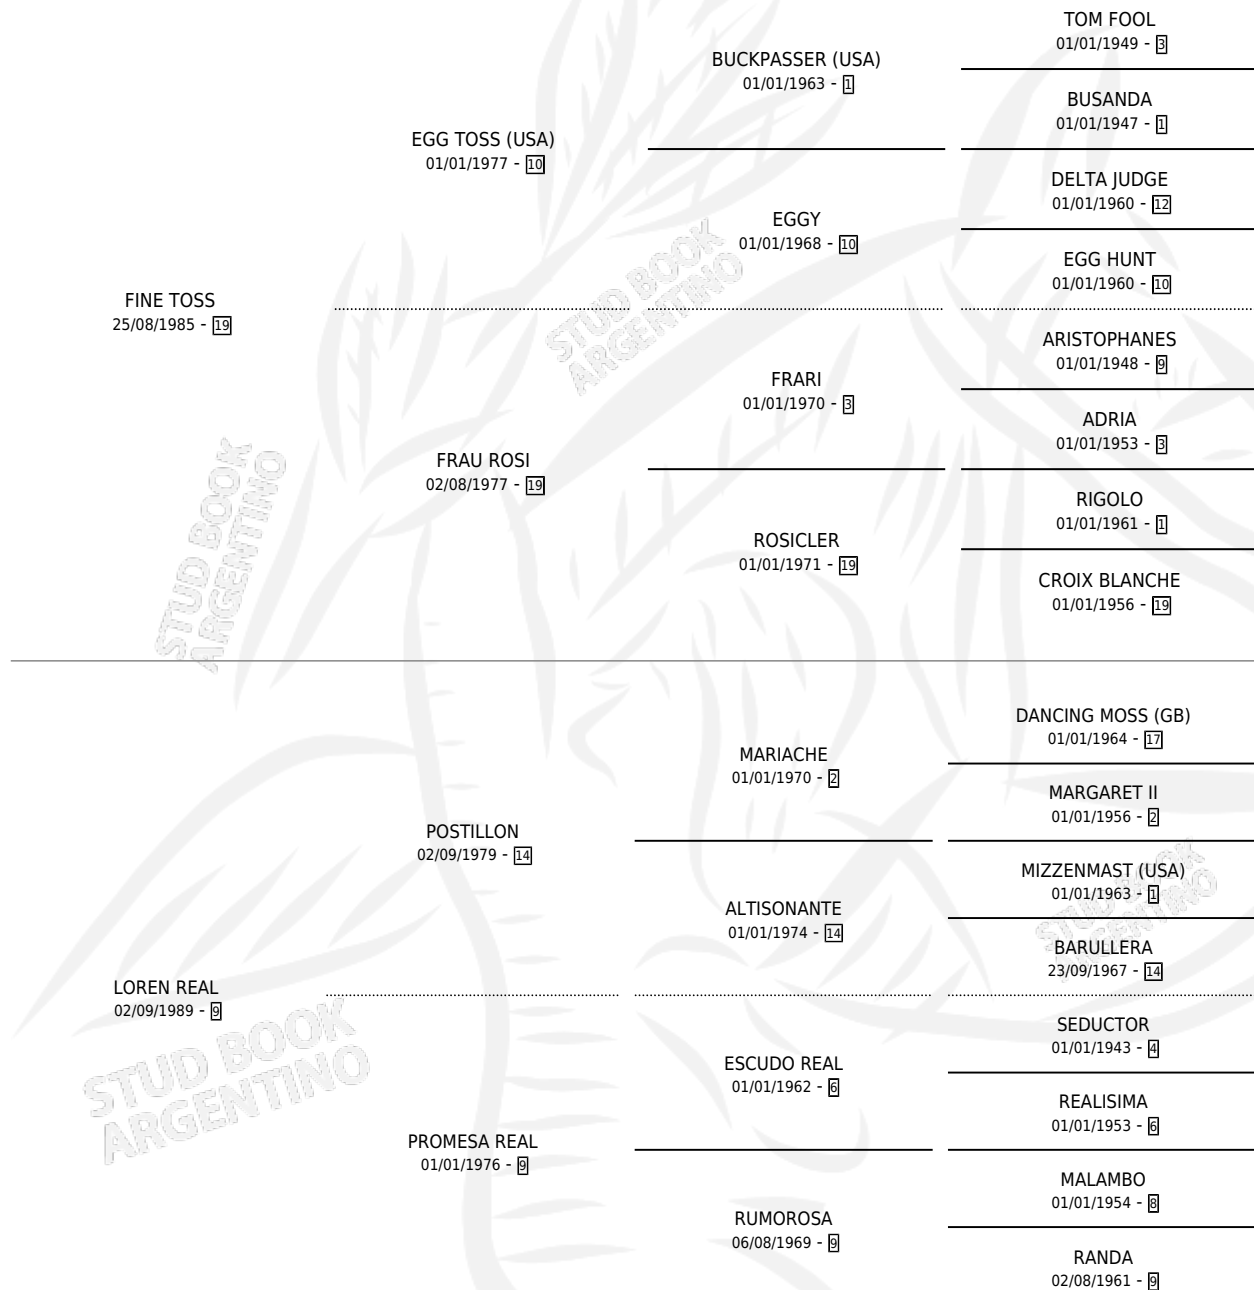 TOM FOOL
01/01/1949 - 3
BUCKPASSER (USA)
01/01/1963 - 1
BUSANDA
01/01/1947 - 1
EGG TOSS (USA)
01/01/1977 - 10
DELTA JUDGE
01/01/1960 - 12
EGGY
01/01/1968 - 10
EGG HUNT
01/01/1960 - 10
FINE TOSS
25/08/1985 - 19
STUD BOOK
ARGENTINO
ARISTOPHANES
01/01/1948 - 9
FRARI
01/01/1970 - 3
ADRIA
01/01/1953 - 3
FRAU ROSI
02/08/1977 - 19
RIGOLO
01/01/1961 - 1
ROSICLER
01/01/1971 - 19
CROIX BLANCHE
01/01/1956 - 19
STUD BOOK
ARGENTINO
DANCING MOSS (GB)
01/01/1964 - 17
MARIACHE
01/01/1970 - 2
MARGARET II
01/01/1956 - 2
POSTILLON
02/09/1979 - 14
MIZZENMAST (USA)
01/01/1963 - 1
ALTISONANTE
01/01/1974 - 14
STUD BOOK
ARGENTINO
BARULLERA
23/09/1967 - 14
LOREN REAL
02/09/1989 - 9
SEDUCTOR
01/01/1943 - 4
ESCUDO REAL
01/01/1962 - 6
STUD BOOK
ARGENTINO
REALISIMA
01/01/1953 - 6
PROMESA REAL
01/01/1976 - 9
MALAMBO
01/01/1954 - 8
RUMOROSA
06/08/1969 - 9
RANDA
02/08/1961 - 9